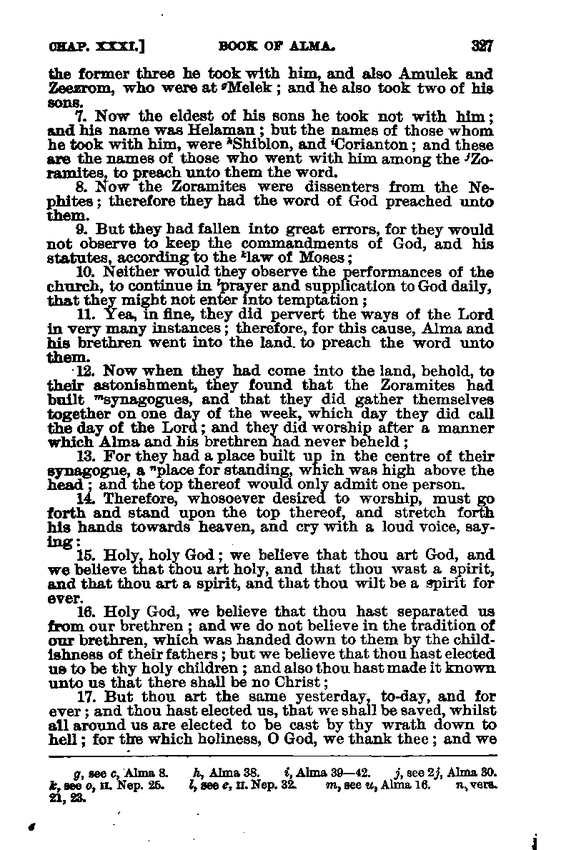 CHAP. XXXI.] BOOK OF ALMA. 327
the former three he took with him, and also Amulek and
Zeezrom, who were at gMelek; and he also took two of his
sons.
7. Now the eldest of his sons he took not with him;
and his name was Helaman; but the names of those whom
he took with him, were hShiblon, and iCorianton; and these
are the names of those who went with him among the jZo-
ramites, to preach unto them the word.
8. Now the Zoramites were dissenters from the Ne-
phites; therefore they had the word of God preached unto
them.
9. But they had fallen into great errors, for they would
not observe to keep the commandments of God, and his
statutes, according to the klaw of Moses;
10. Neither would they observe the performances of the
church, to continue in lprayer and supplication to God daily,
that they might not enter into temptation;
11. Yea, in fine, they did pervert the ways of the Lord
in very many instances; therefore, for this cause, Alma and
his brethren went into the land. to preach the word unto
them.
12. Now when they had come into the land, behold, to
their astonishment, they found that the Zoramites had
built msynagogues, and that they did gather themselves
together on one day of the week, which day they did call
the day of the Lord; and they did worship after a manner
which Alma and his brethren had never beheld;
13. For they had a place built up in the centre of their
synagogue, a nplace for standing, which was high above the
head; and the top thereof would only admit one person.
14. Therefore, whosoever desired to worship, must go
forth and stand upon the top thereof, and stretch forth
his hands towards heaven, and cry with a loud voice, say-
ing:
15. Holy, holy God; we believe that thou art God, and
we believe that thou art holy, and that thou wast a spirit,
and that thou art a spirit, and that thou wilt be a spirit for
ever.
16. Holy God, we believe that thou hast separated us
from our brethren; and we do not believe in the tradition of
our brethren, which was handed down to them by the child-
ishness of their fathers; but we believe that thou hast elected
us to be thy holy children; and also thou hast made it known
unto us that there shall be no Christ;
17. But thou art the same yesterday, to-day, and for
ever; and thou hast elected us, that we shall be saved, whilst
all around us are elected to be cast by thy wrath down to
hell; for the which holiness, O God, we thank thee; and we
g, see c, Alma 8. h, Alma 38. i, Alma 39—42. j, see 2j, Alma 30.
k, see o, II. Nep. 25. l, see e, II. Nep. 32. m, see u, Alma 16. n, vers.
21, 23.